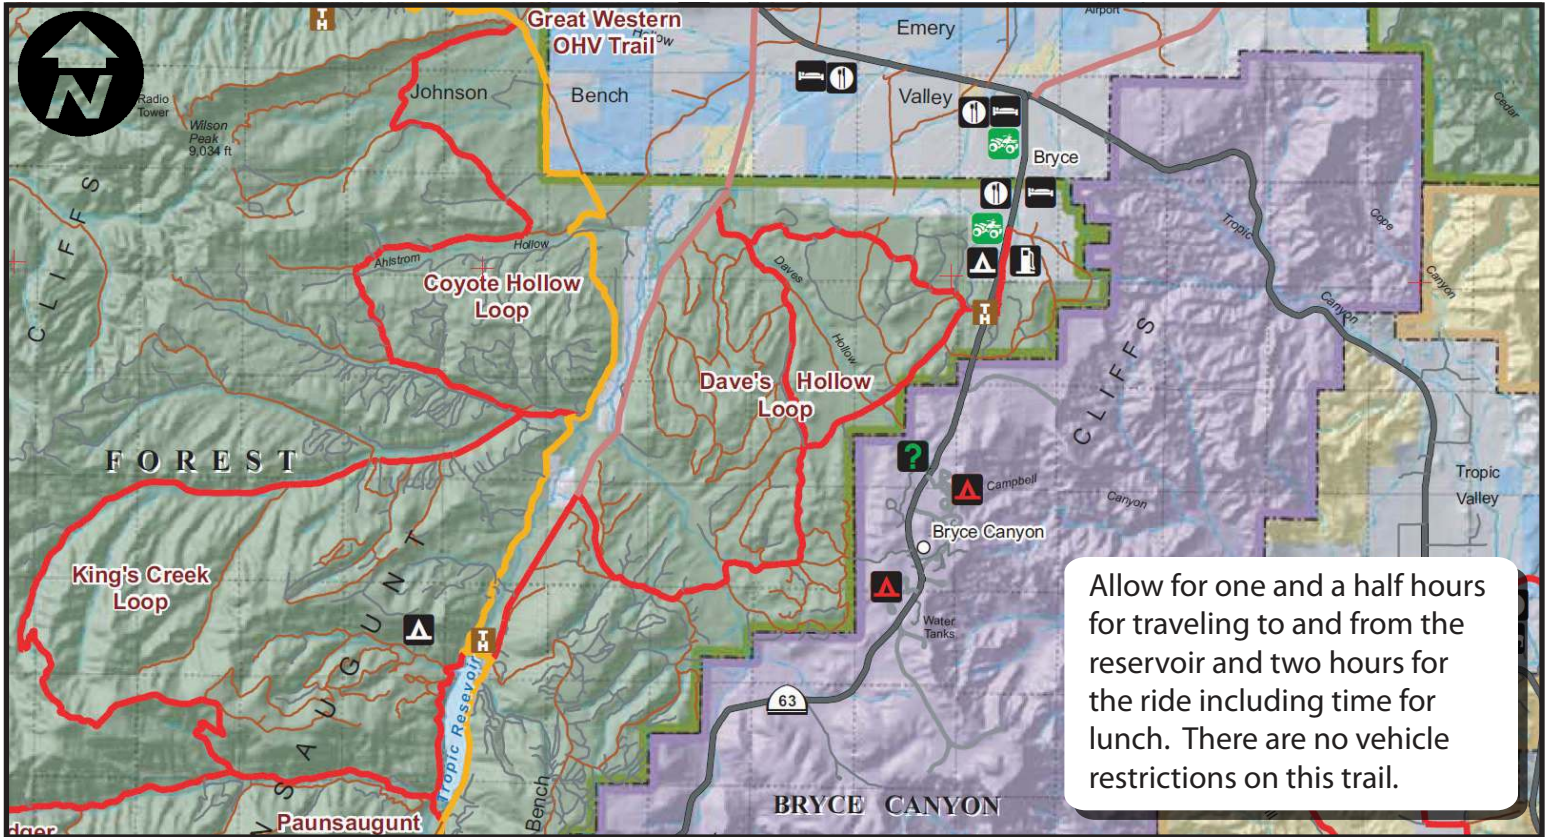 N
T
H
Great Western
OHV Trail
Hollow
Emery
Airport
Radio
Tower
Johnson
Bench
Valley
Wilson
Peak
9,034 ft
Cedar
Bryce
CLIFFS
Hollow
Ahlstrom
Tropic
Cope
Canyon
Canyon
Daves
Hollow
Coyote Hollow
Loop
T
H
CLIFFS
Dave's Hollow
Loop
FOREST
?
Campbell
Canyon
Tropic
Valley
Bryce Canyon
King's Creek
Loop
T
H
Water
Tanks
PAUNSAUGUNT
Tropic Resevoir
63
Bench
BRYCE CANYON
Paunsaugunt
dger
Allow for one and a half hours
for traveling to and from the
reservoir and two hours for
the ride including time for
lunch. There are no vehicle
restrictions on this trail.